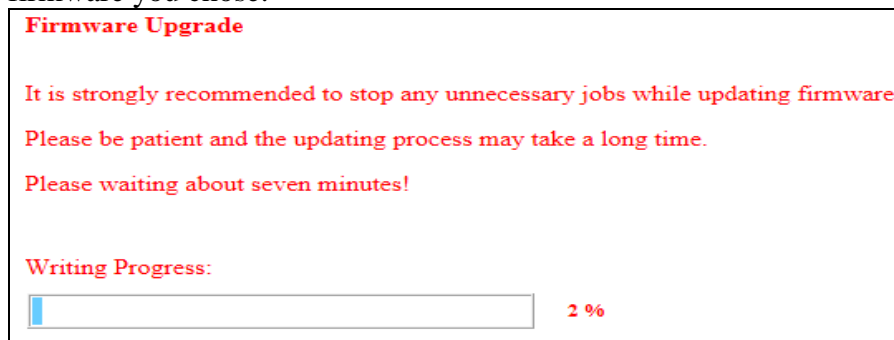 Firmware Upgrade
It is strongly recommended to stop any unnecessary jobs while updating firmware
Please be patient and the updating process may take a long time.
Please waiting about seven minutes!
Writing Progress:
2 %